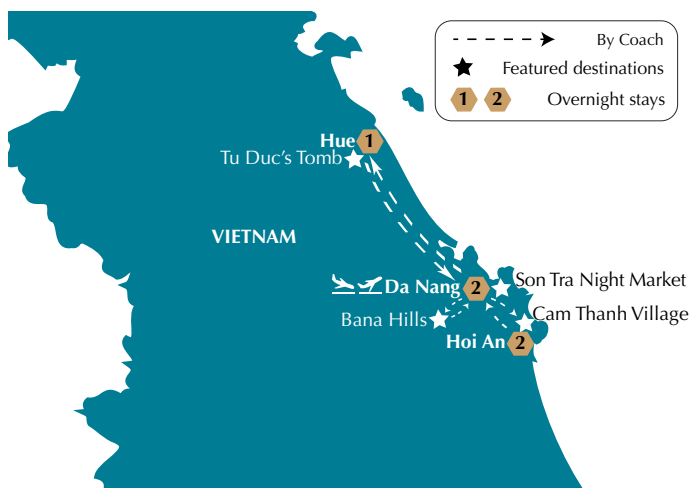 By Coach
Featured destinations
1 2 Overnight stays
Hue 1
Tu Duc's Tomb
VIETNAM
Da Nang 2
Son Tra Night Market
Bana Hills
Cam Thanh Village
Hoi An 2